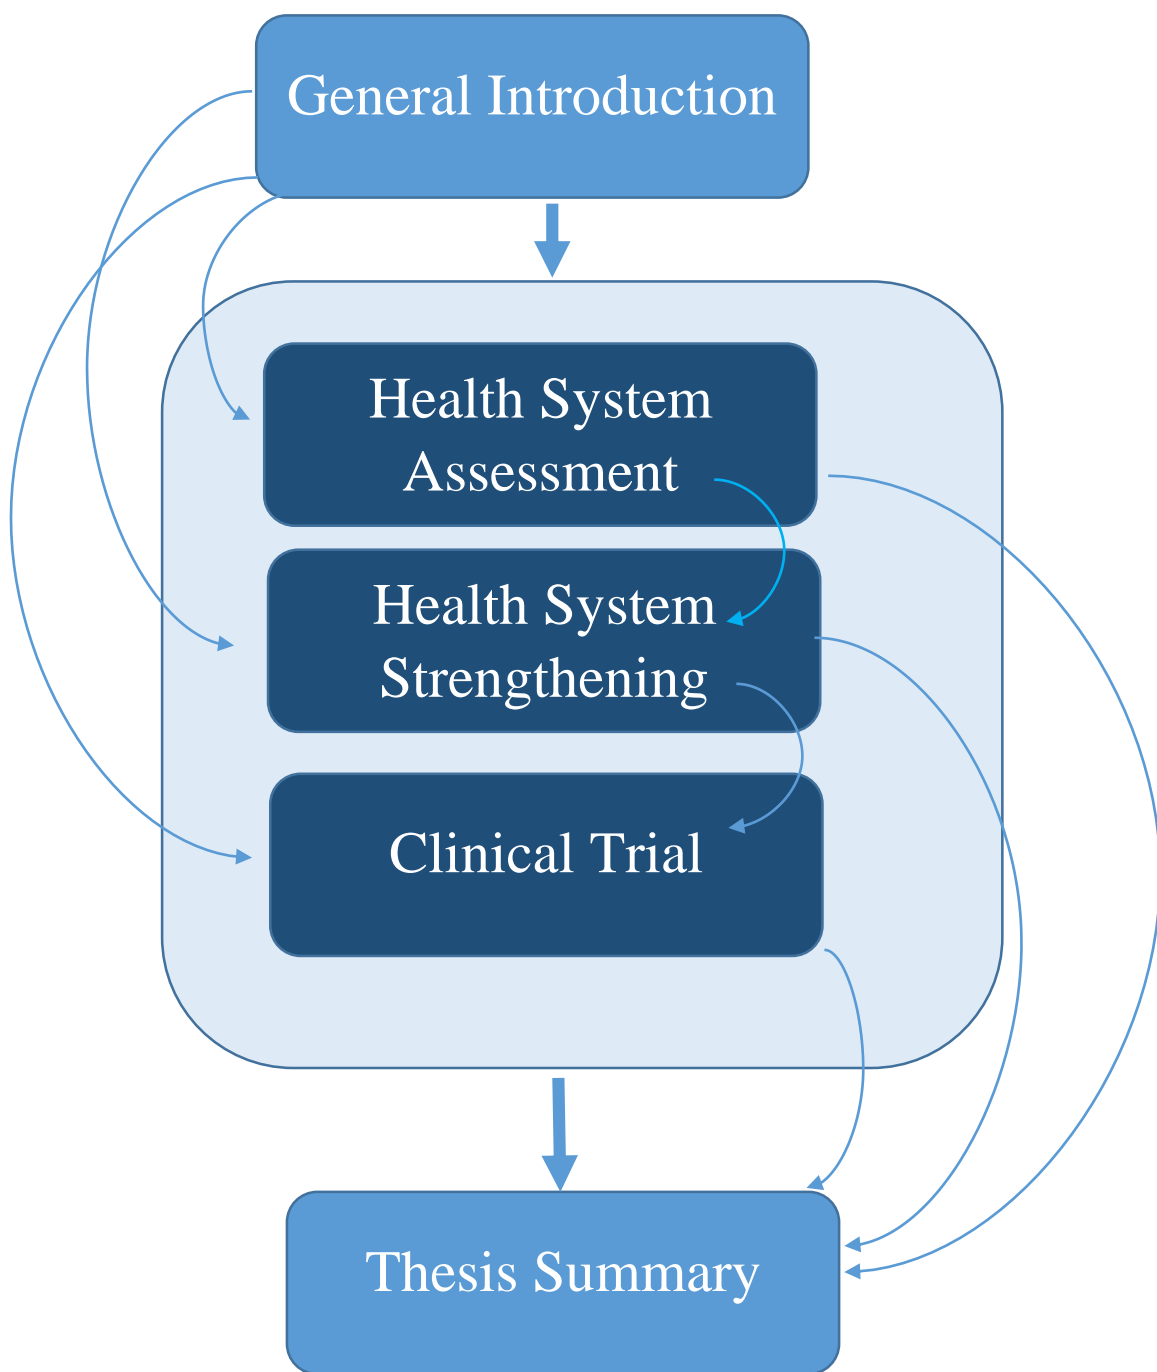 General Introduction
Health System
Assessment
Health System
Strengthening
Clinical Trial
Thesis Summary